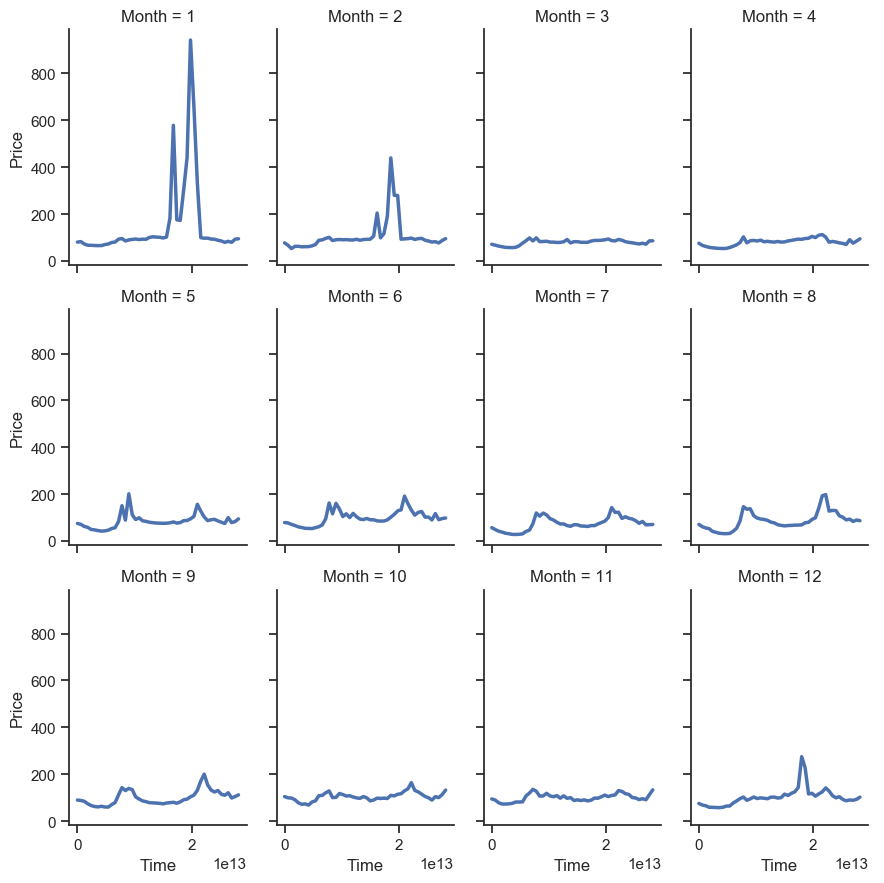 Month = 1 Month = 2 Month = 3 Month = 4
800
600
400
200
0
Price
Month = 5 Month = 6 Month = 7 Month = 8
800
600
400
200
0
Price
Month = 9 Month = 10 Month = 11 Month = 12
800
600
400
200
0
Price
0 2 0 2 0 2 0 2
Time 1e13 Time 1e13 Time 1e13 Time 1e13